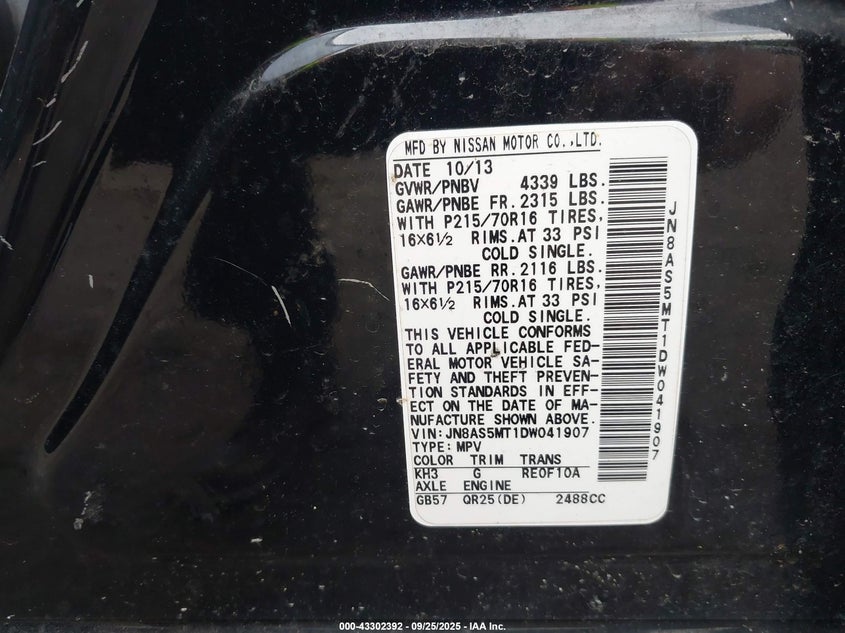 MFD BY NISSAN MOTOR CO.,LTD.
DATE 10/13
GVWR/PNBV 4339 LBS.
GAWR/PNBE FR. 2315 LBS.
WITH P215/70R16 TIRES,
16X6½ RIMS.AT 33 PSI
COLD SINGLE.
GAWR/PNBE RR. 2116 LBS.
WITH P215/70R16 TIRES,
16X6½ RIMS.AT 33 PSI
COLD SINGLE.
THIS VEHICLE CONFORMS
TO ALL APPLICABLE FED-
ERAL MOTOR VEHICLE SA-
FETY AND THEFT PREVEN-
TION STANDARDS IN EFF-
ECT ON THE DATE OF MA-
NUFACTURE SHOWN ABOVE.
VIN:JN8AS5MT1DW041907
TYPE:MPV
COLOR TRIM TRANS
KH3 G RE0F10A
AXLE ENGINE
GB57 QR25(DE) 2488CC
JN8AS5MT1DW041907
000-43302392 - 09/25/2025 - IAA Inc.